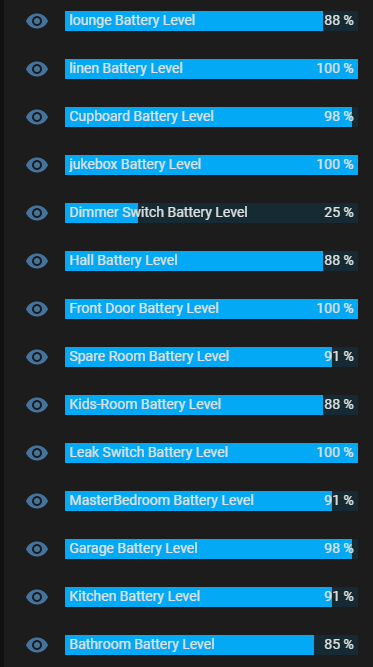 lounge Battery Level 88 %
linen Battery Level 100 %
Cupboard Battery Level 98 %
jukebox Battery Level 100 %
Dimmer Switch Battery Level 25 %
Hall Battery Level 88 %
Front Door Battery Level 100 %
Spare Room Battery Level 91 %
Kids-Room Battery Level 88 %
Leak Switch Battery Level 100 %
MasterBedroom Battery Level 91 %
Garage Battery Level 98 %
Kitchen Battery Level 91 %
Bathroom Battery Level 85 %